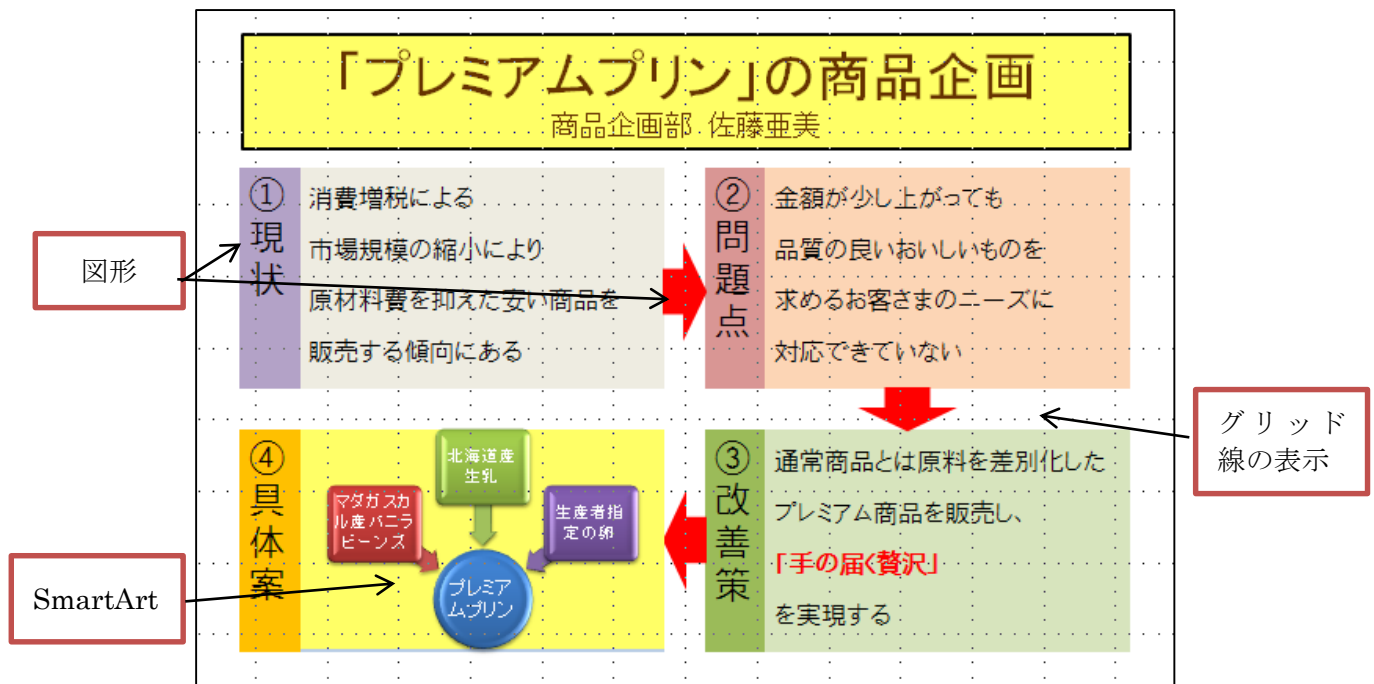 「プレミアムプリン」の商品企画
商品企画部 佐藤亜美
①現状
消費増税による
市場規模の縮小により
原材料費を抑えた安い商品を
販売する傾向にある
②問題点
金額が少し上がっても
品質の良いおいしいものを
求めるお客さまのニーズに
対応できていない
③改善策
通常商品とは原料を差別化した
プレミアム商品を販売し、
「手の届く贅沢」
を実現する
④具体案
北海道産
生乳
マダガスカ
ル産バニラ
ビーンズ
生産者指
定の卵
プレミア
ムプリン
図形
グリッド
線の表示
SmartArt